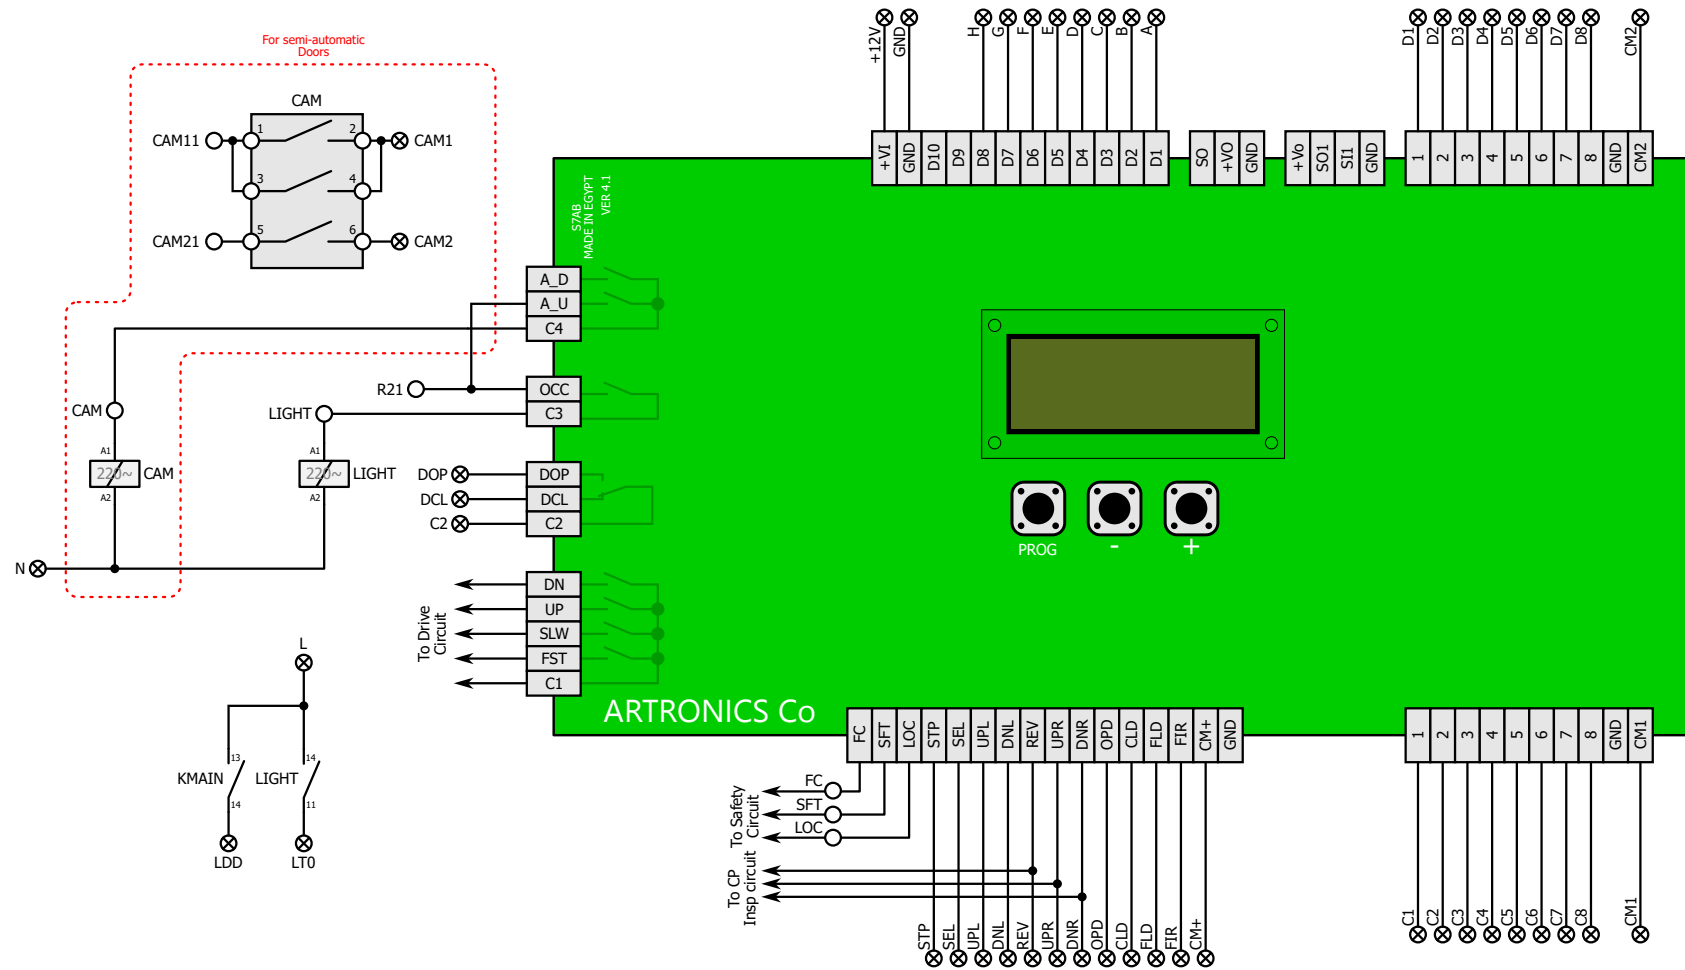 For semi-automatic
Doors
CAM
CAM11
1
2
CAM1
3
4
CAM21
5
6
CAM2
+12V
GND
H
G
F
E
D
C
B
A
D1
D2
D3
D4
D5
D6
D7
D8
CM2
+VI
GND
D10
D9
D8
D7
D6
D5
D4
D3
D2
D1
SO
+VO
GND
+Vo
SO1
SI1
GND
1
2
3
4
5
6
7
8
GND
CM2
S7AB
MADE IN EGYPT
VER 4.1
A_D
A_U
C4
R21
OCC
LIGHT
C3
CAM
A1
220~
CAM
A2
A1
220~
LIGHT
A2
DOP
DOP
DCL
DCL
C2
C2
N
PROG
-
+
To Drive
Circuit
DN
UP
SLW
FST
C1
L
13
KMAIN
14
LDD
14
LIGHT
11
LT0
ARTRONICS Co
FC
SFT
LOC
STP
SEL
UPL
DNL
REV
UPR
DNR
OPD
CLD
FLD
FIR
CM+
GND
1
2
3
4
5
6
7
8
GND
CM1
To Safety
Circuit
FC
SFT
LOC
To CP
Insp circuit
STP
SEL
UPL
DNL
REV
UPR
DNR
OPD
CLD
FLD
FIR
CM+
C1
C2
C3
C4
C5
C6
C7
C8
CM1